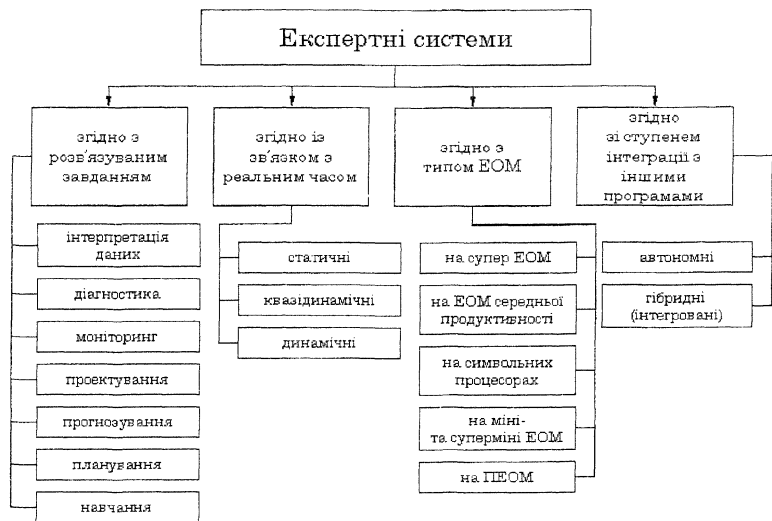 Експертні системи
згідно з
розв'язуваним
завданням
згідно із
зв'язком з
реальним часом
згідно з
типом ЕОМ
згідно
зі ступенем
інтеграції з
іншими
програмами
інтерпретація
даних
діагностика
моніторинг
проектування
прогнозування
планування
навчання
статичні
квазідинамічні
динамічні
на супер ЕОМ
на ЕОМ середньої
продуктивності
на символьних
процесорах
на міні-
та суперміні ЕОМ
на ПЕОМ
автономні
гібридні
(інтегровані)